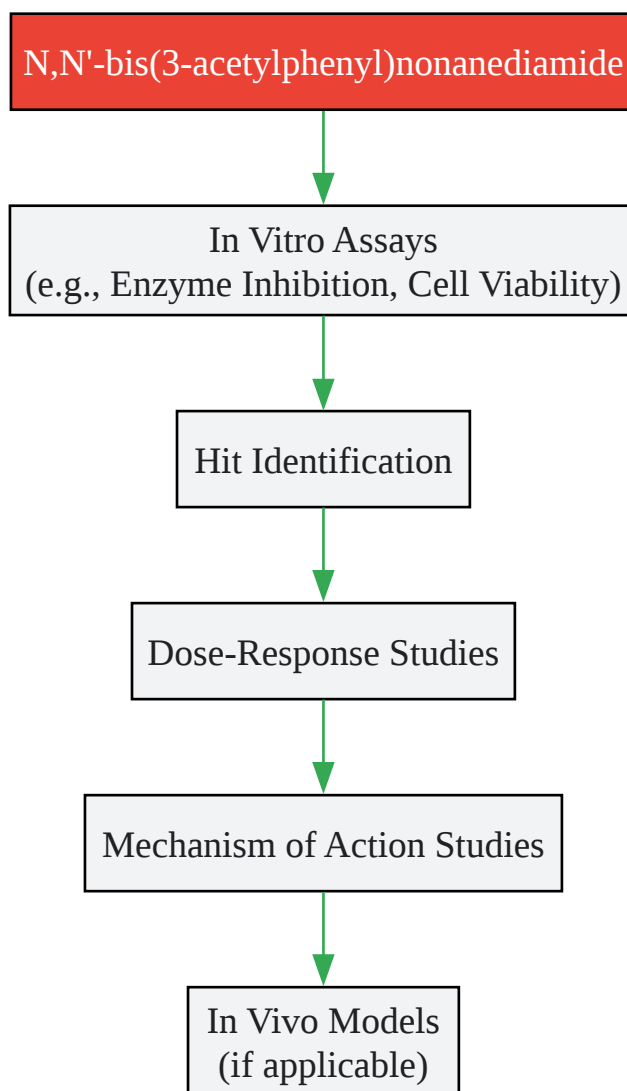 N,N'-bis(3-acetylphenyl)nonanediamide
In Vitro Assays
(e.g., Enzyme Inhibition, Cell Viability)
Hit Identification
Dose-Response Studies
Mechanism of Action Studies
In Vivo Models
(if applicable)